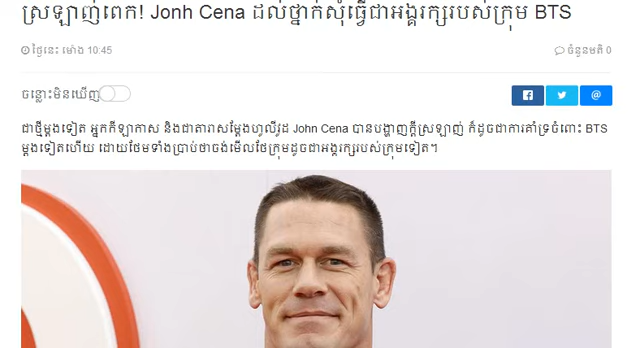 ស្រឡាញ់ពេក! Jonh Cena ដល់ថ្នាក់សុំធ្វើជាអង្គរក្សរបស់ក្រុម BTS
ថ្ងៃនេះ ម៉ោង 10:45
ចំនួនមតិ 0
ចន្លោះមិនឃើញ
ជាថ្មីម្ដងទៀត អ្នកកីឡាកាស និងជាតារាសម្ដែងហូលីវូដ John Cena បានបង្ហាញក្ដីស្រឡាញ់ ក៏ដូចជាការគាំទ្រចំពោះ BTS
ម្ដងទៀតហើយ ដោយថែមទាំងប្រាប់ថាចង់មើលថែក្រុមដូចជាអង្គរក្សរបស់ក្រុមទៀត។